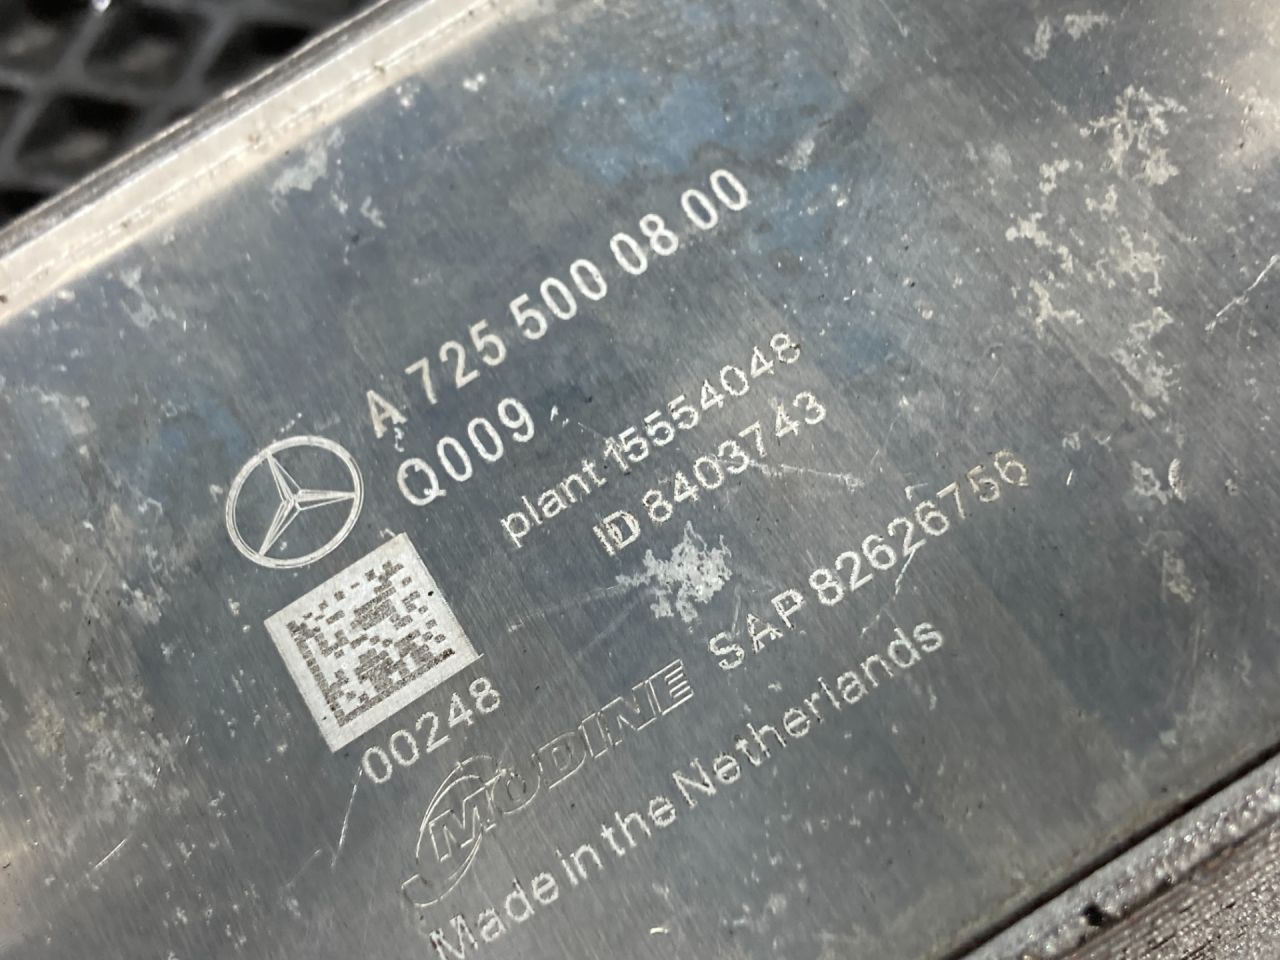 A 725 500 08 00
Q009
plant 15554048
ID 8403743
00248
MODINE SAP 82626756
Made in the Netherlands